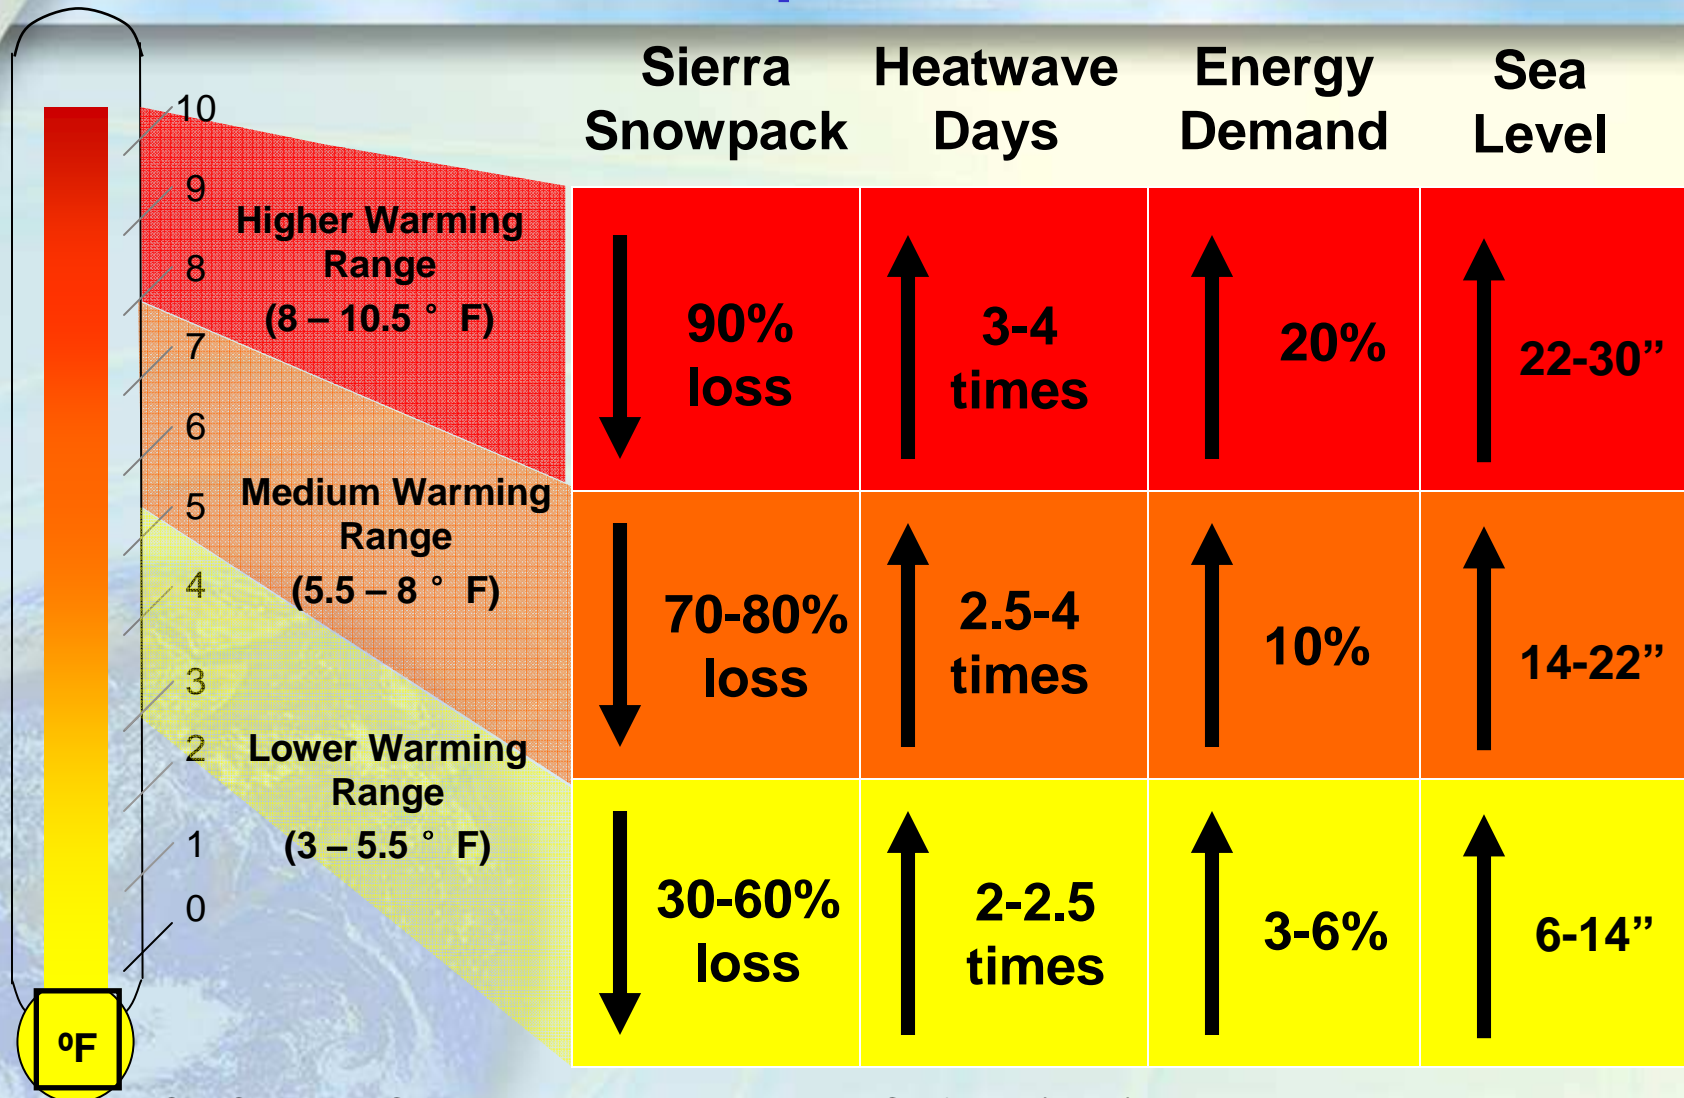 Sierra Snowpack
Heatwave Days
Energy Demand
Sea Level
10
9
8
7
6
5
4
3
2
1
0
ºF
Higher Warming
Range
(8 – 10.5 ° F)
90%
loss
3-4
times
20%
22-30”
Medium Warming
Range
(5.5 – 8 ° F)
70-80%
loss
2.5-4
times
10%
14-22”
Lower Warming
Range
(3 – 5.5 ° F)
30-60%
loss
2-2.5
times
3-6%
6-14”